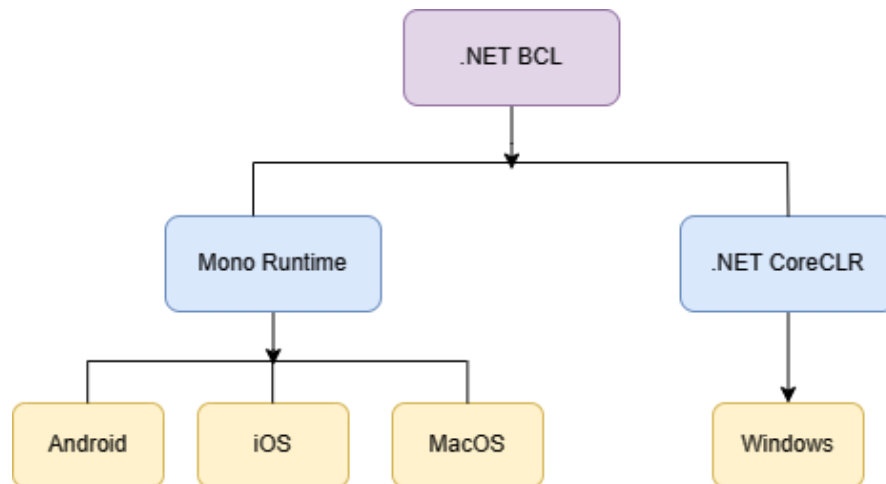 .NET BCL
Mono Runtime
.NET CoreCLR
Android
iOS
MacOS
Windows